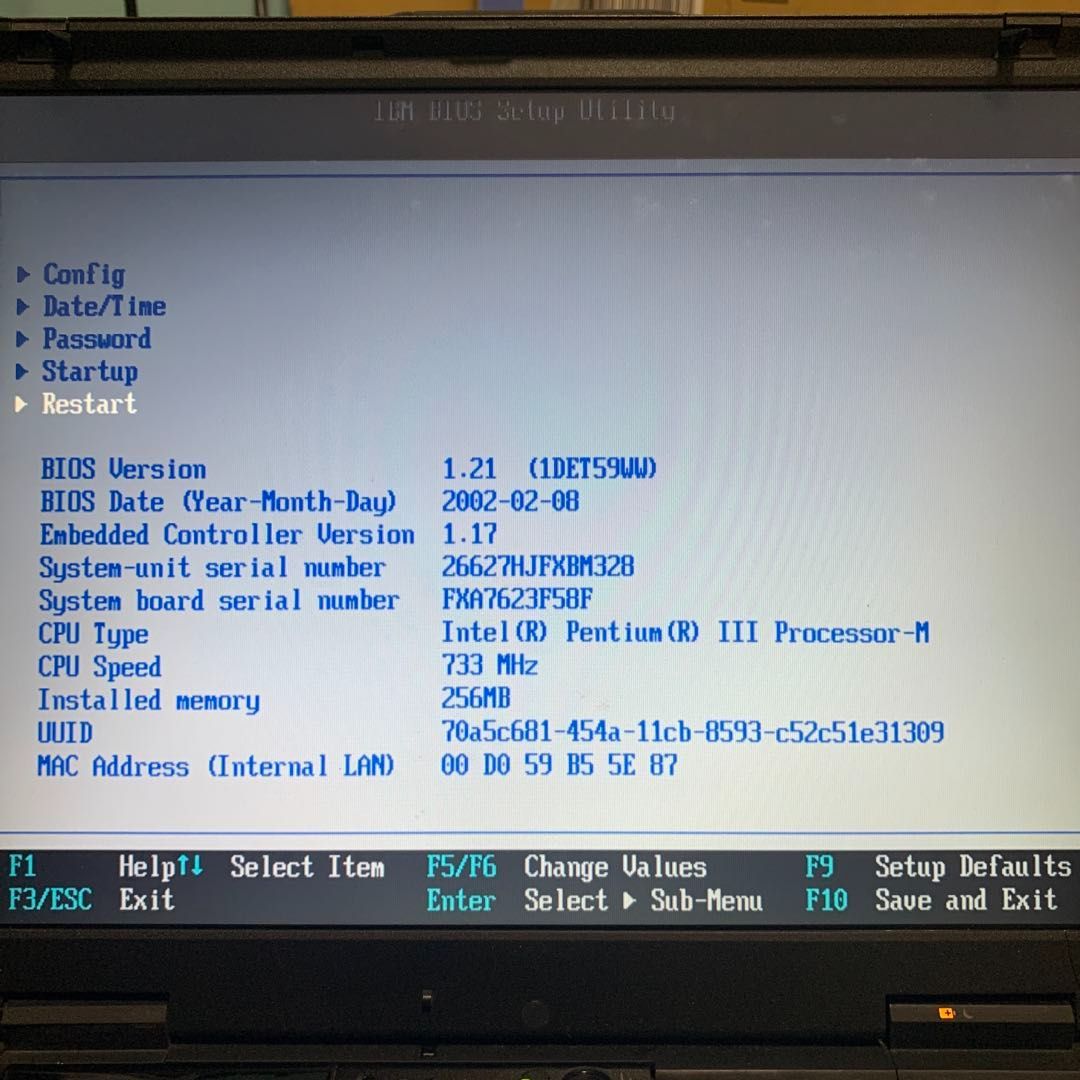 IBM BIOS Setup Utility
Config
Date/Time
Password
Startup
Restart
BIOS Version 1.21 (1DET59WW)
BIOS Date (Year-Month-Day) 2002-02-08
Embedded Controller Version 1.17
System-unit serial number 26627HJFXBM328
System board serial number FXA7623F58F
CPU Type Intel(R) Pentium(R) III Processor-M
CPU Speed 733 MHz
Installed memory 256MB
UUID 70a5c681-454a-11cb-8593-c52c51e31309
MAC Address (Internal LAN) 00 D0 59 B5 5E 87
F1 Help ↑↓ Select Item F5/F6 Change Values F9 Setup Defaults
F3/ESC Exit Enter Select ▶ Sub-Menu F10 Save and Exit